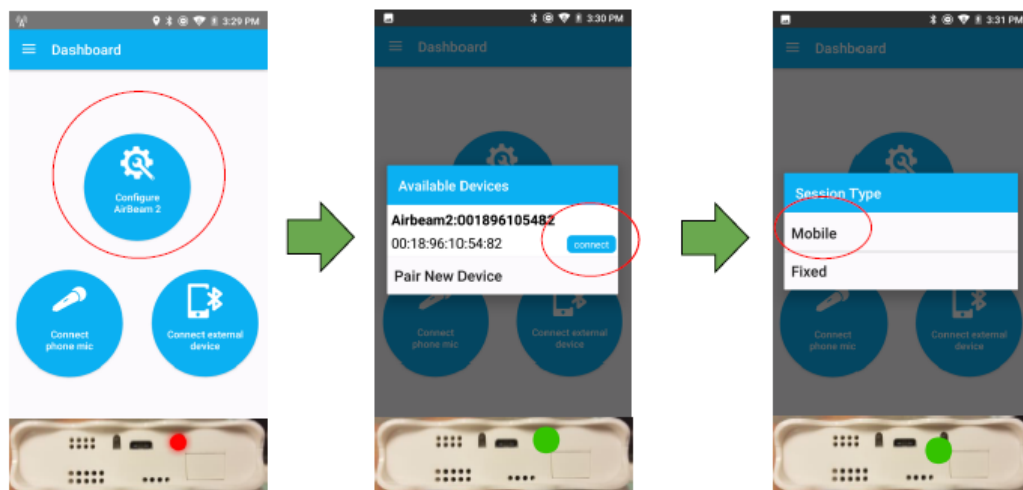 3:29 PM
Dashboard
Configure
AirBeam 2
Connect
phone mic
Connect external
device
3:30 PM
Dashboard
Available Devices
Airbeam2:001896105482
00:18:96:10:54:82
connect
Pair New Device
Connect
phone mic
Connect external
device
3:31 PM
Dashboard
Session Type
Mobile
Fixed
Connect
phone mic
Connect external
device